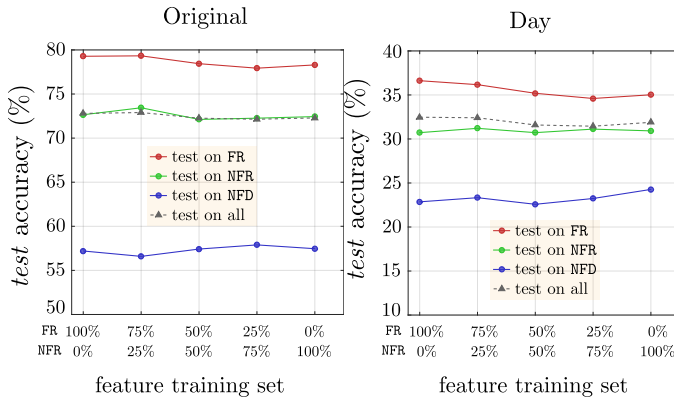 Original
80
75
70
65
60
55
50
test accuracy (%)
test on FR
test on NFR
test on NFD
test on all
FR 100% 75% 50% 25% 0%
NFR 0% 25% 50% 75% 100%
feature training set
Day
40
35
30
25
20
15
10
test accuracy (%)
test on FR
test on NFR
test on NFD
test on all
FR 100% 75% 50% 25% 0%
NFR 0% 25% 50% 75% 100%
feature training set